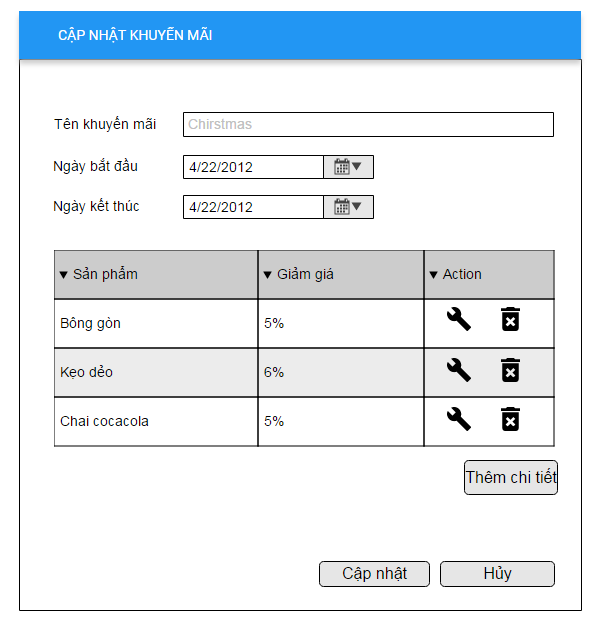 CẬP NHẬT KHUYẾN MÃI
Tên khuyến mãi Chirstmas
Ngày bắt đầu 4/22/2012
Ngày kết thúc 4/22/2012
Sản phẩm Giảm giá Action
Bông gòn 5%
Kẹo dẻo 6%
Chai cocacola 5%
Thêm chi tiết
Cập nhật Hủy